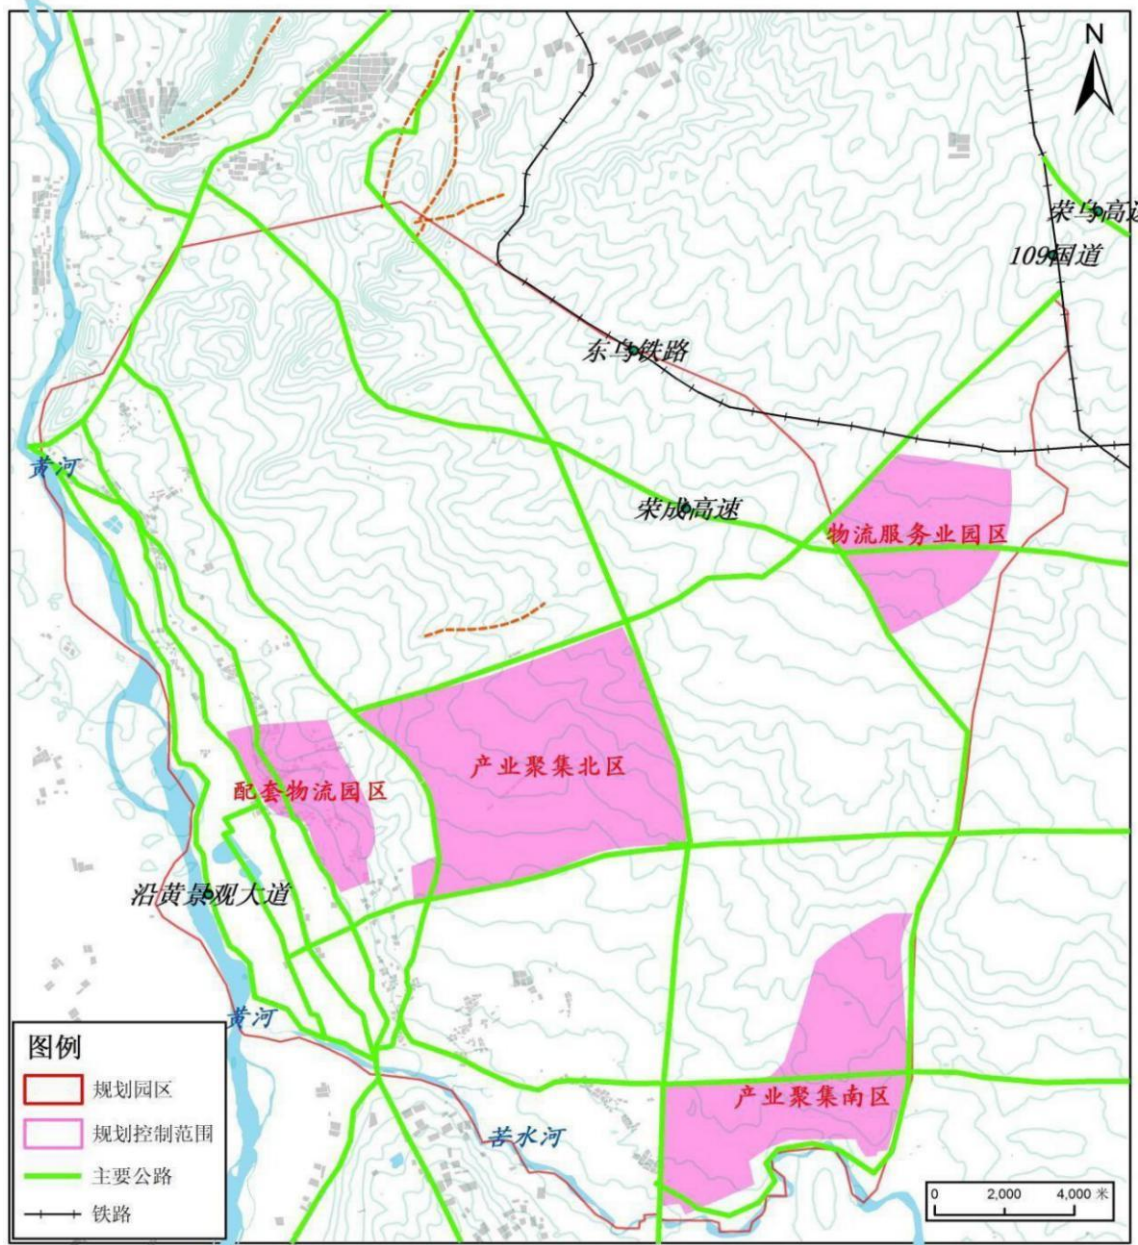 N
荣乌高速
109国道
东乌铁路
黄河
荣成高速
物流服务业园区
产业聚集北区
配套物流园区
沿黄景观大道
黄河
图例
规划园区
规划控制范围
主要公路
铁路
产业聚集南区
苦水河
0 2,000 4,000 米